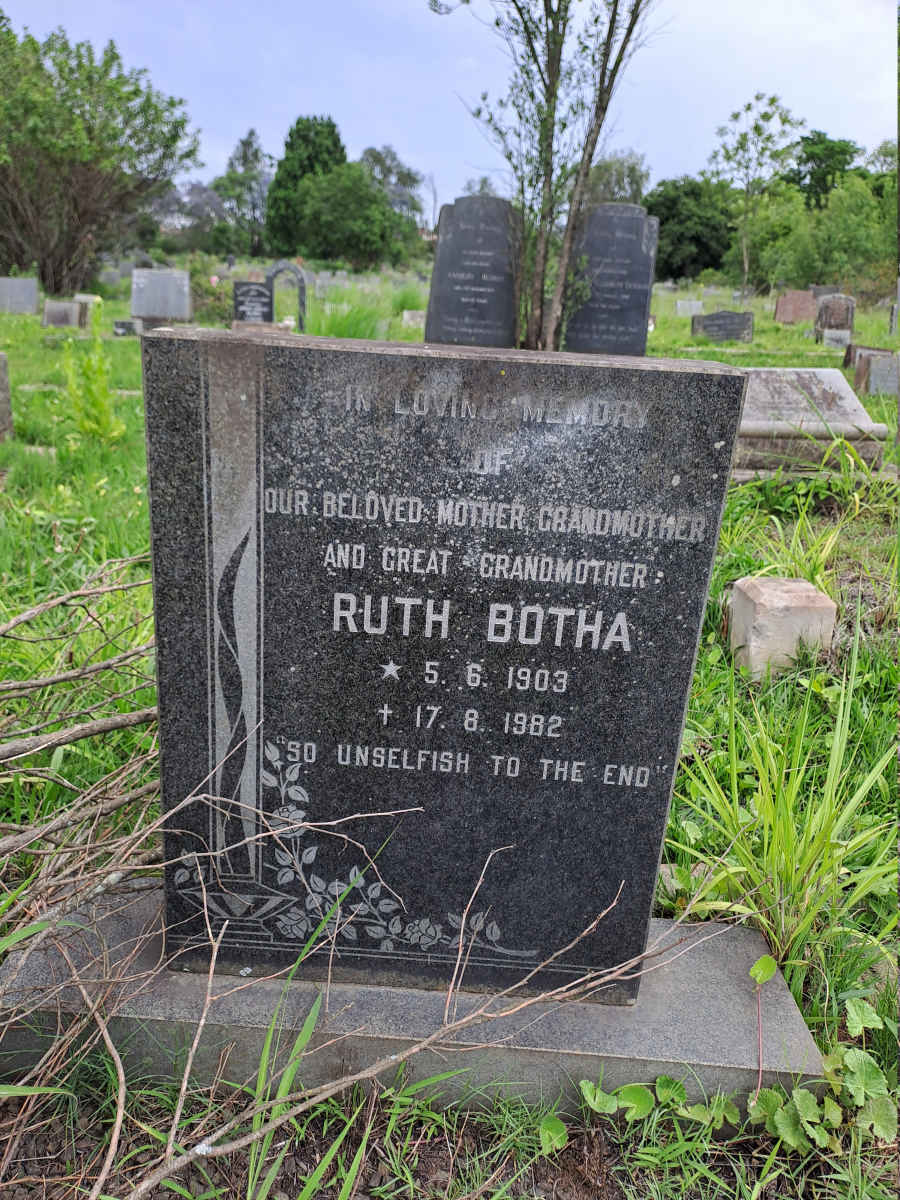 IN LOVING MEMORY
OF
OUR BELOVED MOTHER GRANDMOTHER
AND GREAT GRANDMOTHER
RUTH BOTHA
★ 5. 6. 1903
✝ 17. 8. 1982
"SO UNSELFISH TO THE END"